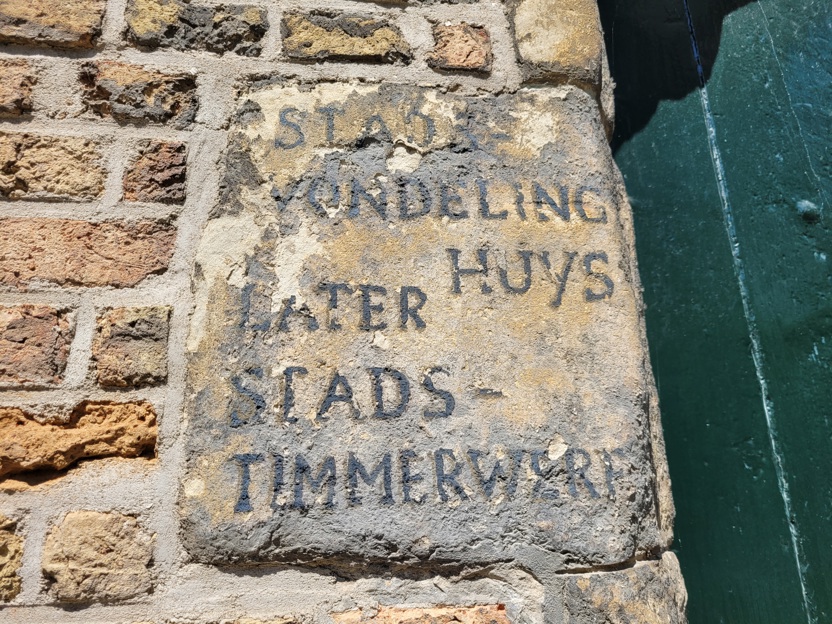 STADS-
VONDELING
HUYS
LATER
STADS-
TIMMERWERF